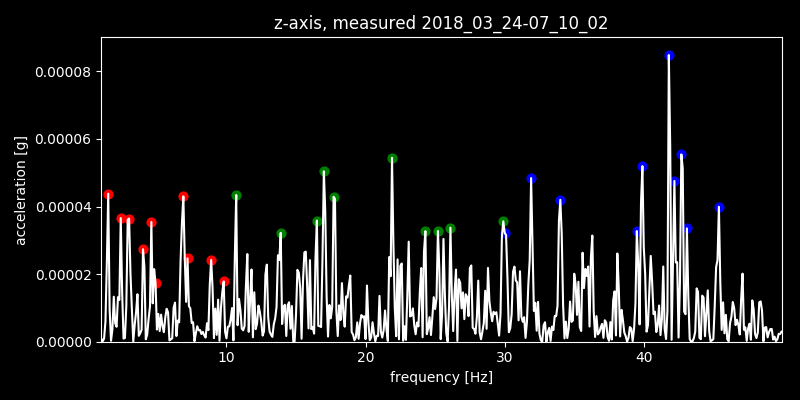 z-axis, measured 2018_03_24-07_10_02
0.00008
0.00006
0.00004
0.00002
0.00000
acceleration [g]
10 20 30 40
frequency [Hz]